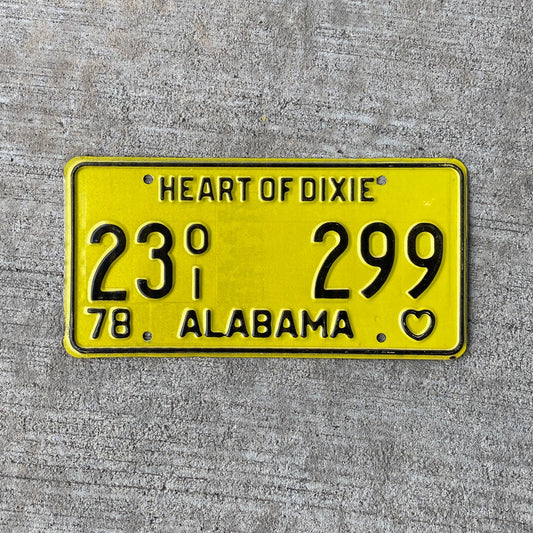 HEART OF DIXIE
23 0/1 299
78 ALABAMA